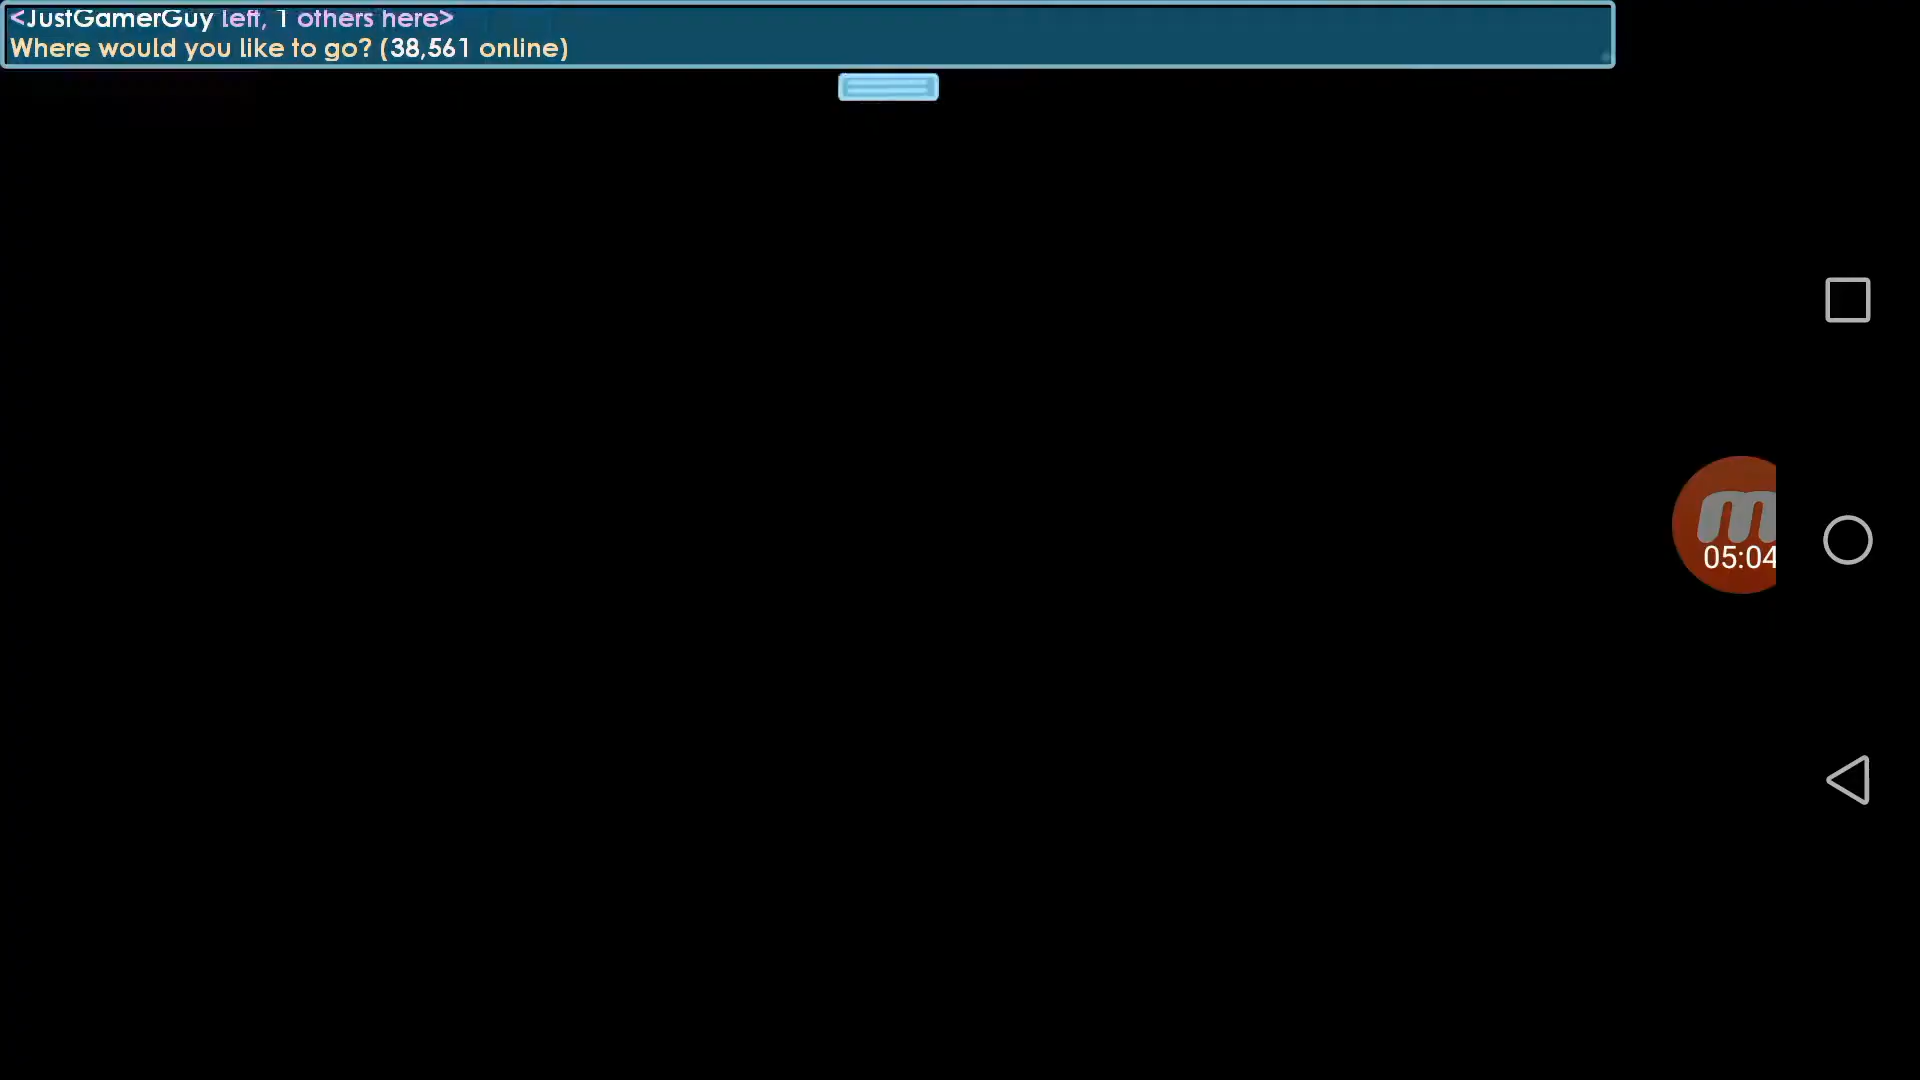 <JustGamerGuy left, 1 others here>
Where would you like to go? (38,561 online)
m
05:04